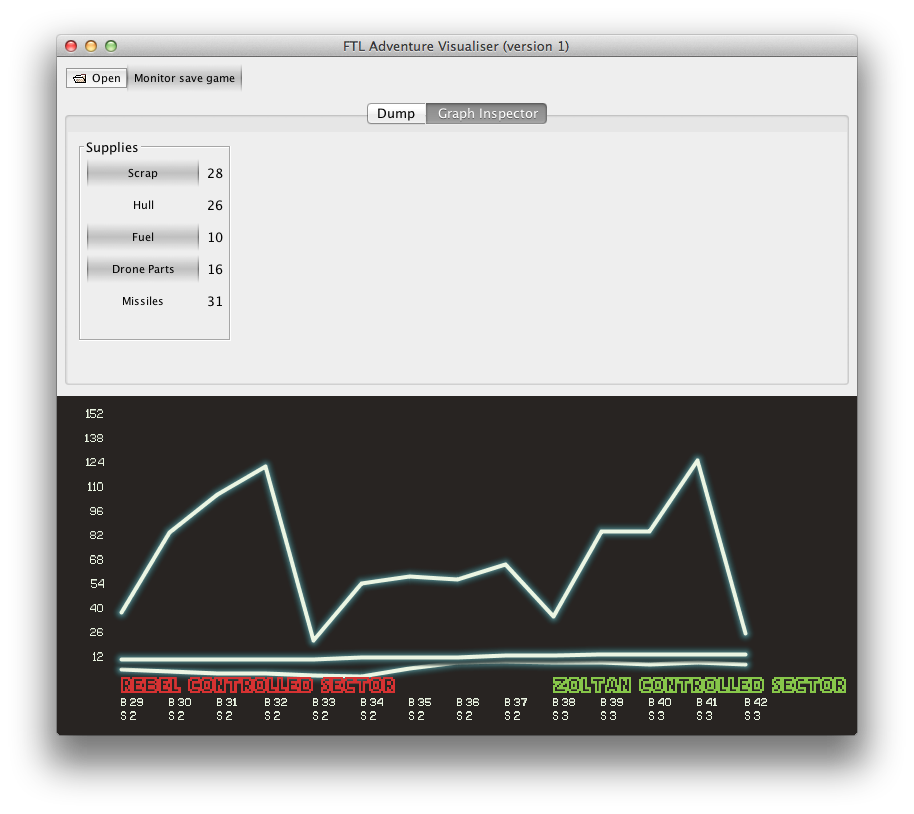 FTL Adventure Visualiser (version 1)
Open Monitor save game
Dump Graph Inspector
Supplies
Scrap 28
Hull 26
Fuel 10
Drone Parts 16
Missiles 31
152
138
124
110
96
82
68
54
40
26
12
REBEL CONTROLLED SECTOR ZOLTAN CONTROLLED SECTOR
B 29 B 30 B 31 B 32 B 33 B 34 B 35 B 36 B 37 B 38 B 39 B 40 B 41 B 42
S 2 S 2 S 2 S 2 S 2 S 2 S 2 S 2 S 2 S 3 S 3 S 3 S 3 S 3